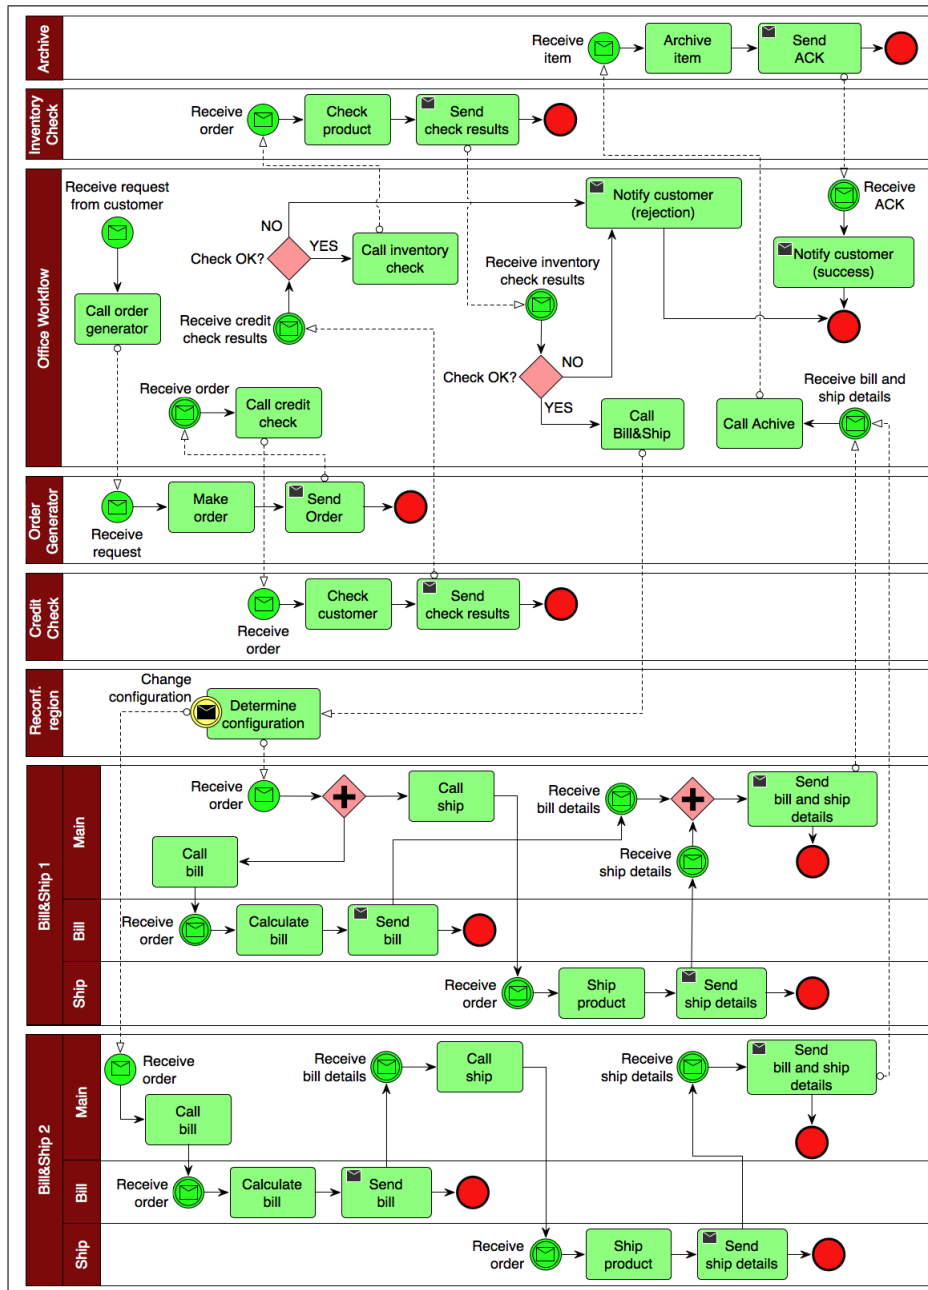 Archive
Receive
item
Archive
item
Send
ACK
Inventory
Check
Receive
order
Check
product
Send
check results
Office Workflow
Receive request
from customer
NO
YES
Check OK?
Call inventory
check
Notify customer
(rejection)
Receive
ACK
Receive inventory
check results
Notify customer
(success)
Call order
generator
Receive credit
check results
NO
Check OK?
YES
Receive order
Call credit
check
Call
Bill&Ship
Receive bill and
ship details
Call Achive
Order
Generator
Receive
request
Make
order
Send
Order
Credit
Check
Receive
order
Check
customer
Send
check results
Reconf.
region
Change
configuration
Determine
configuration
Bill&Ship 1
Main
Receive
order
Call
ship
Receive
bill details
Send
bill and ship
details
Call
bill
Receive
ship details
Bill
Receive
order
Calculate
bill
Send
bill
Ship
Receive
order
Ship
product
Send
ship details
Bill&Ship 2
Main
Receive
order
Receive
bill details
Call
ship
Receive
ship details
Send
bill and ship
details
Call
bill
Bill
Receive
order
Calculate
bill
Send
bill
Ship
Receive
order
Ship
product
Send
ship details